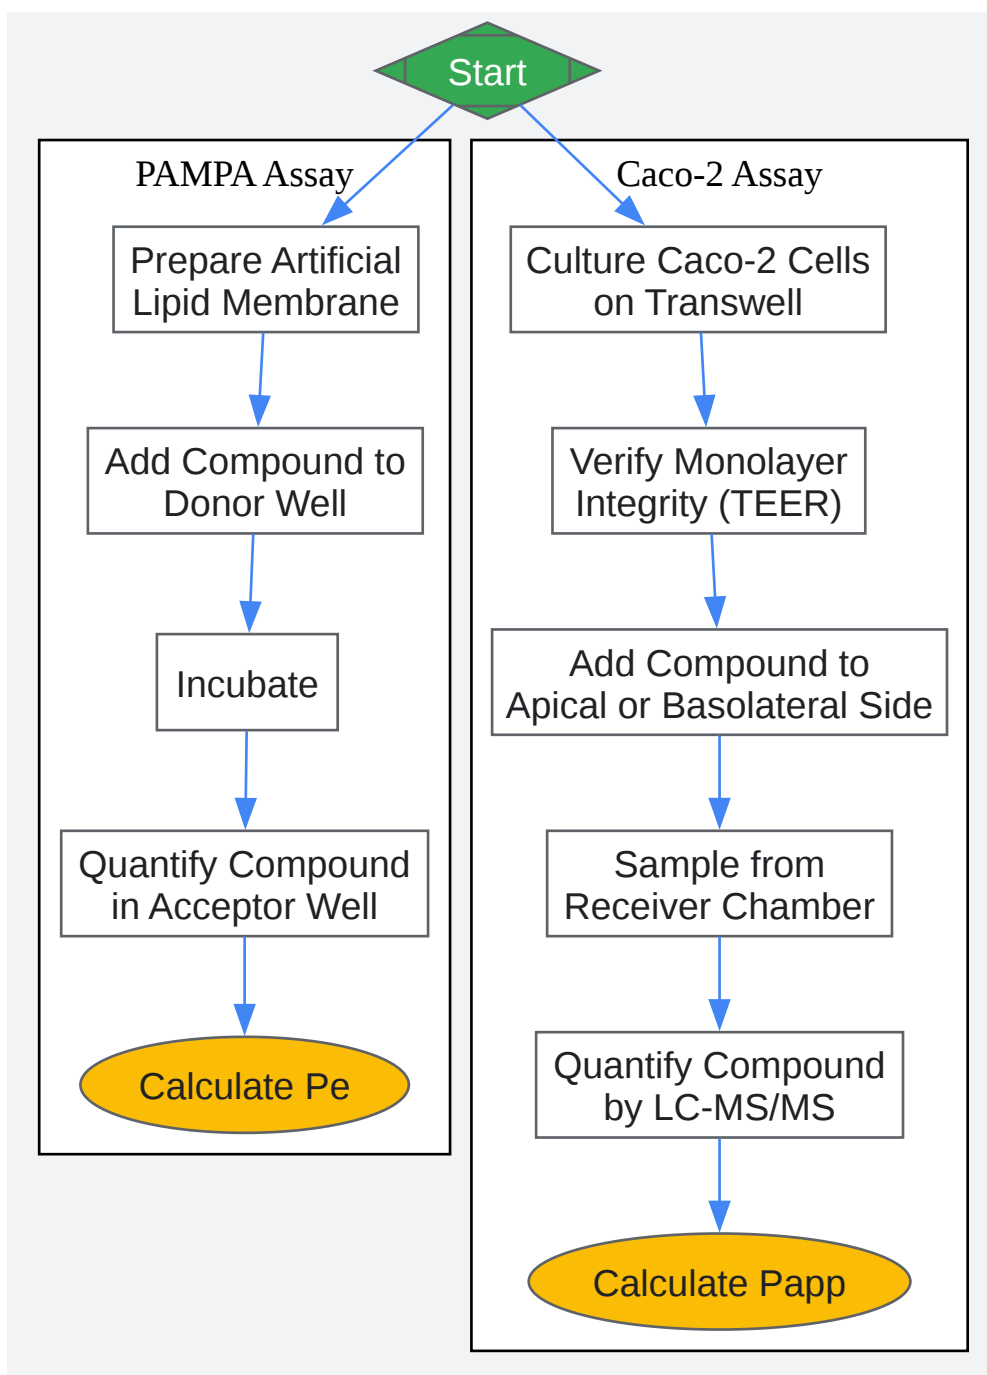 Start
PAMPA Assay
Prepare Artificial
Lipid Membrane
Add Compound to
Donor Well
Incubate
Quantify Compound
in Acceptor Well
Calculate Pe
Caco-2 Assay
Culture Caco-2 Cells
on Transwell
Verify Monolayer
Integrity (TEER)
Add Compound to
Apical or Basolateral Side
Sample from
Receiver Chamber
Quantify Compound
by LC-MS/MS
Calculate Papp